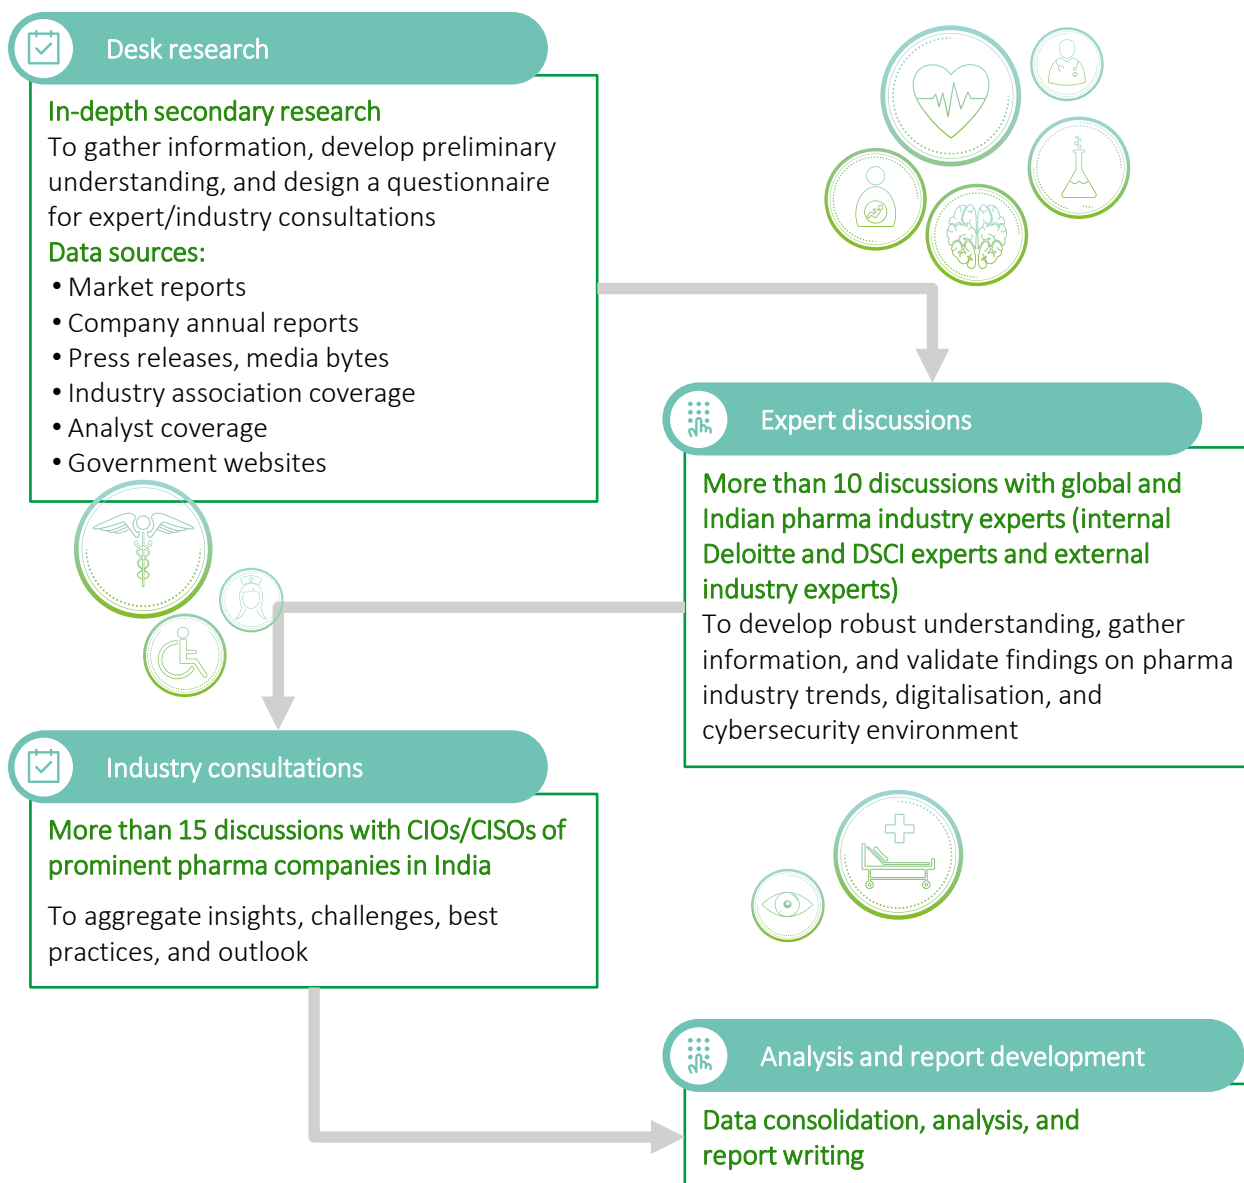 Desk research
In-depth secondary research
To gather information, develop preliminary
understanding, and design a questionnaire
for expert/industry consultations
Data sources:
• Market reports
• Company annual reports
• Press releases, media bytes
• Industry association coverage
• Analyst coverage
• Government websites
Expert discussions
More than 10 discussions with global and
Indian pharma industry experts (internal
Deloitte and DSCI experts and external
industry experts)
To develop robust understanding, gather
information, and validate findings on pharma
industry trends, digitalisation, and
cybersecurity environment
Industry consultations
More than 15 discussions with CIOs/CISOs of
prominent pharma companies in India
To aggregate insights, challenges, best
practices, and outlook
Analysis and report development
Data consolidation, analysis, and
report writing